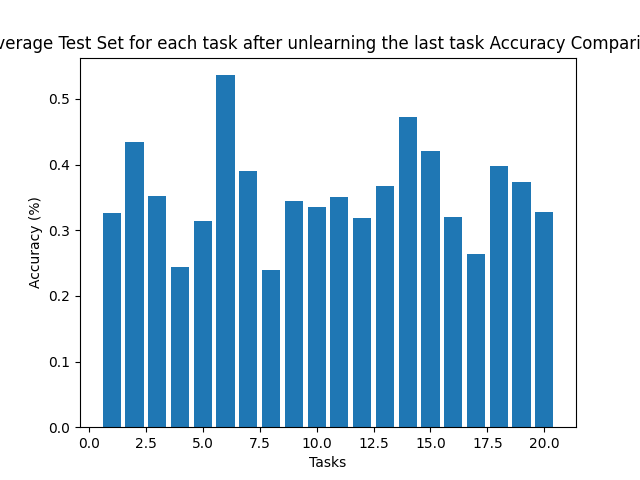 verage Test Set for each task after unlearning the last task Accuracy Compari
0.5
0.4
0.3
0.2
0.1
0.0
Accuracy (%)
0.0 2.5 5.0 7.5 10.0 12.5 15.0 17.5 20.0
Tasks